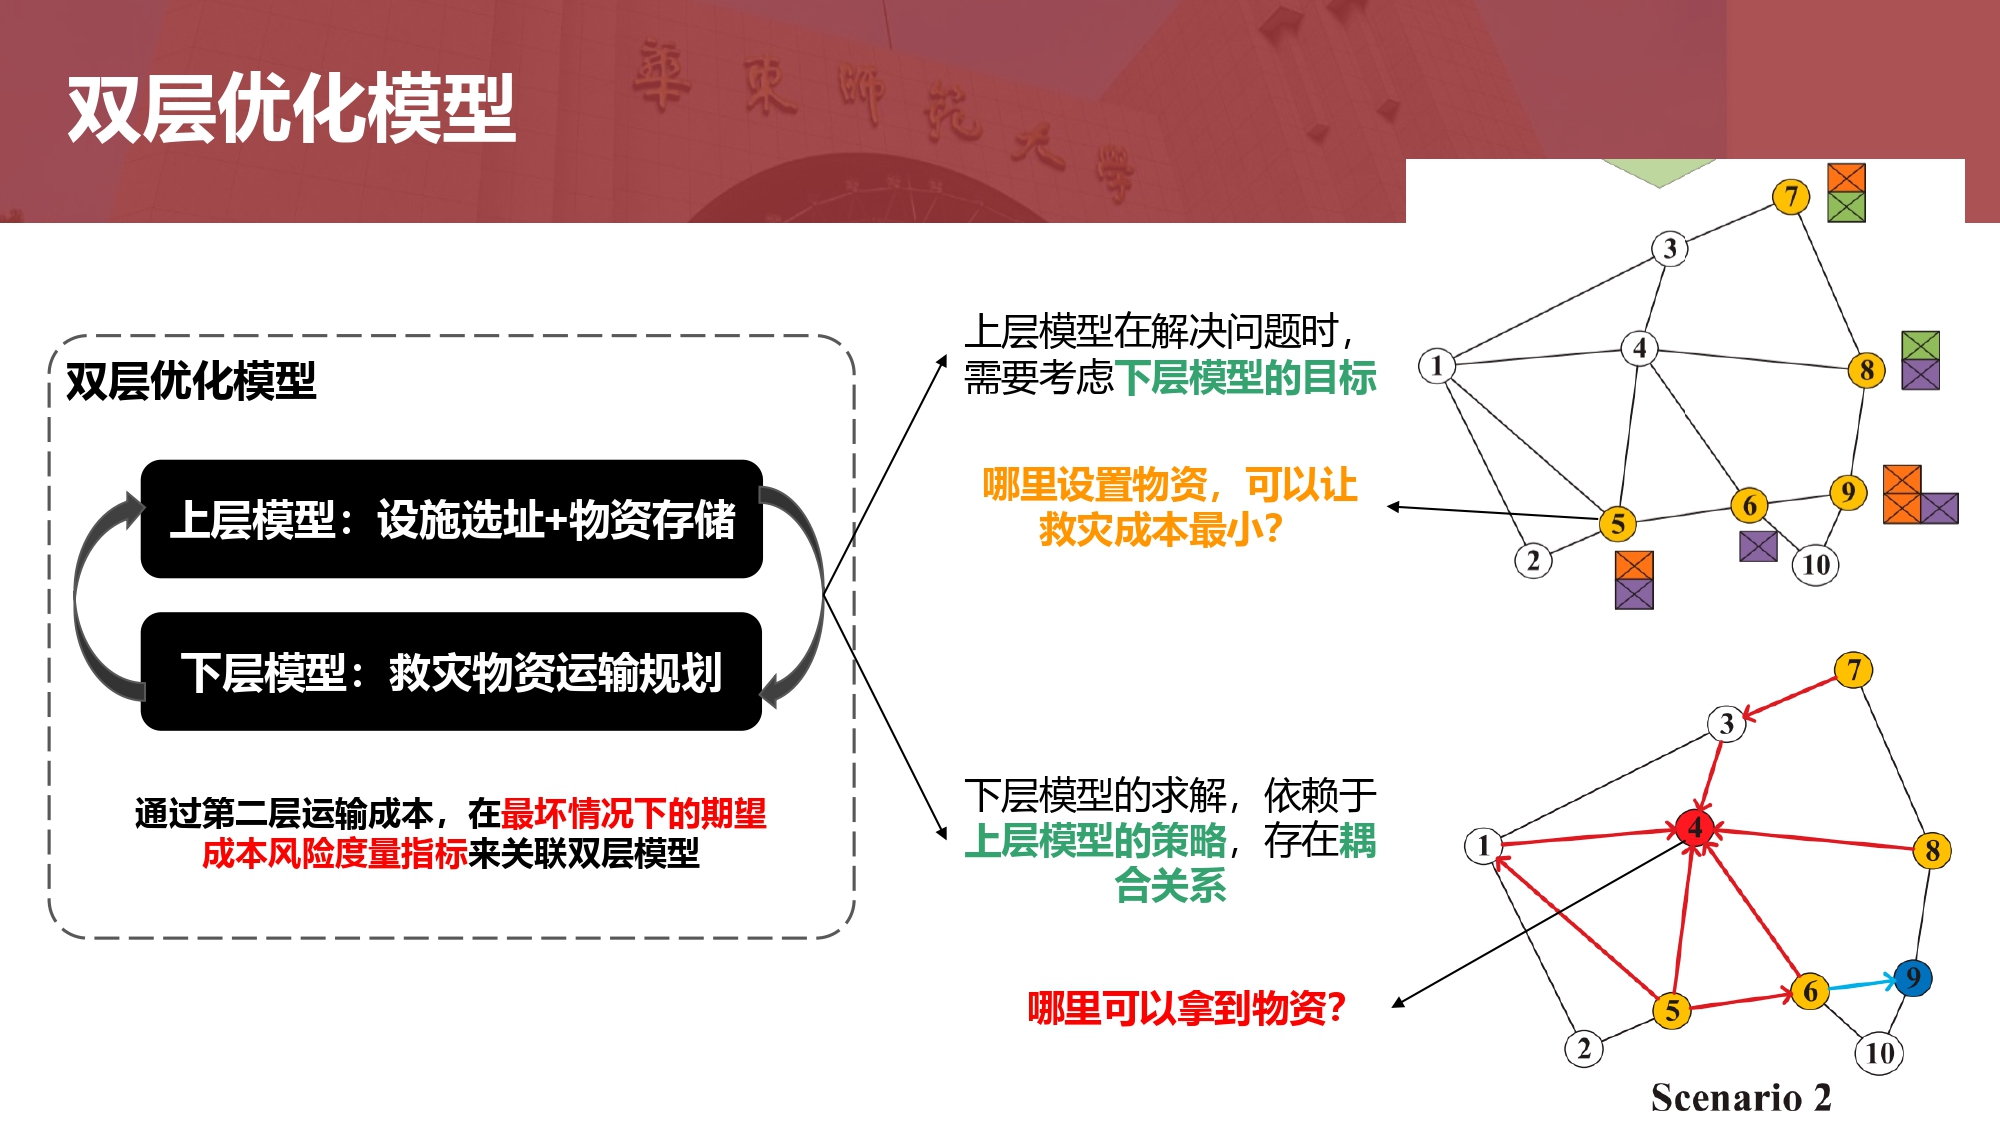 双层优化模型
華東師范大学
双层优化模型
上层模型：设施选址+物资存储
下层模型：救灾物资运输规划
通过第二层运输成本，在最坏情况下的期望
成本风险度量指标来关联双层模型
上层模型在解决问题时，
需要考虑下层模型的目标
哪里设置物资，可以让
救灾成本最小？
下层模型的求解，依赖于
上层模型的策略，存在耦
合关系
哪里可以拿到物资？
7
3
4
1
8
9
6
5
2
10
7
3
4
1
8
9
6
5
2
10
Scenario 2